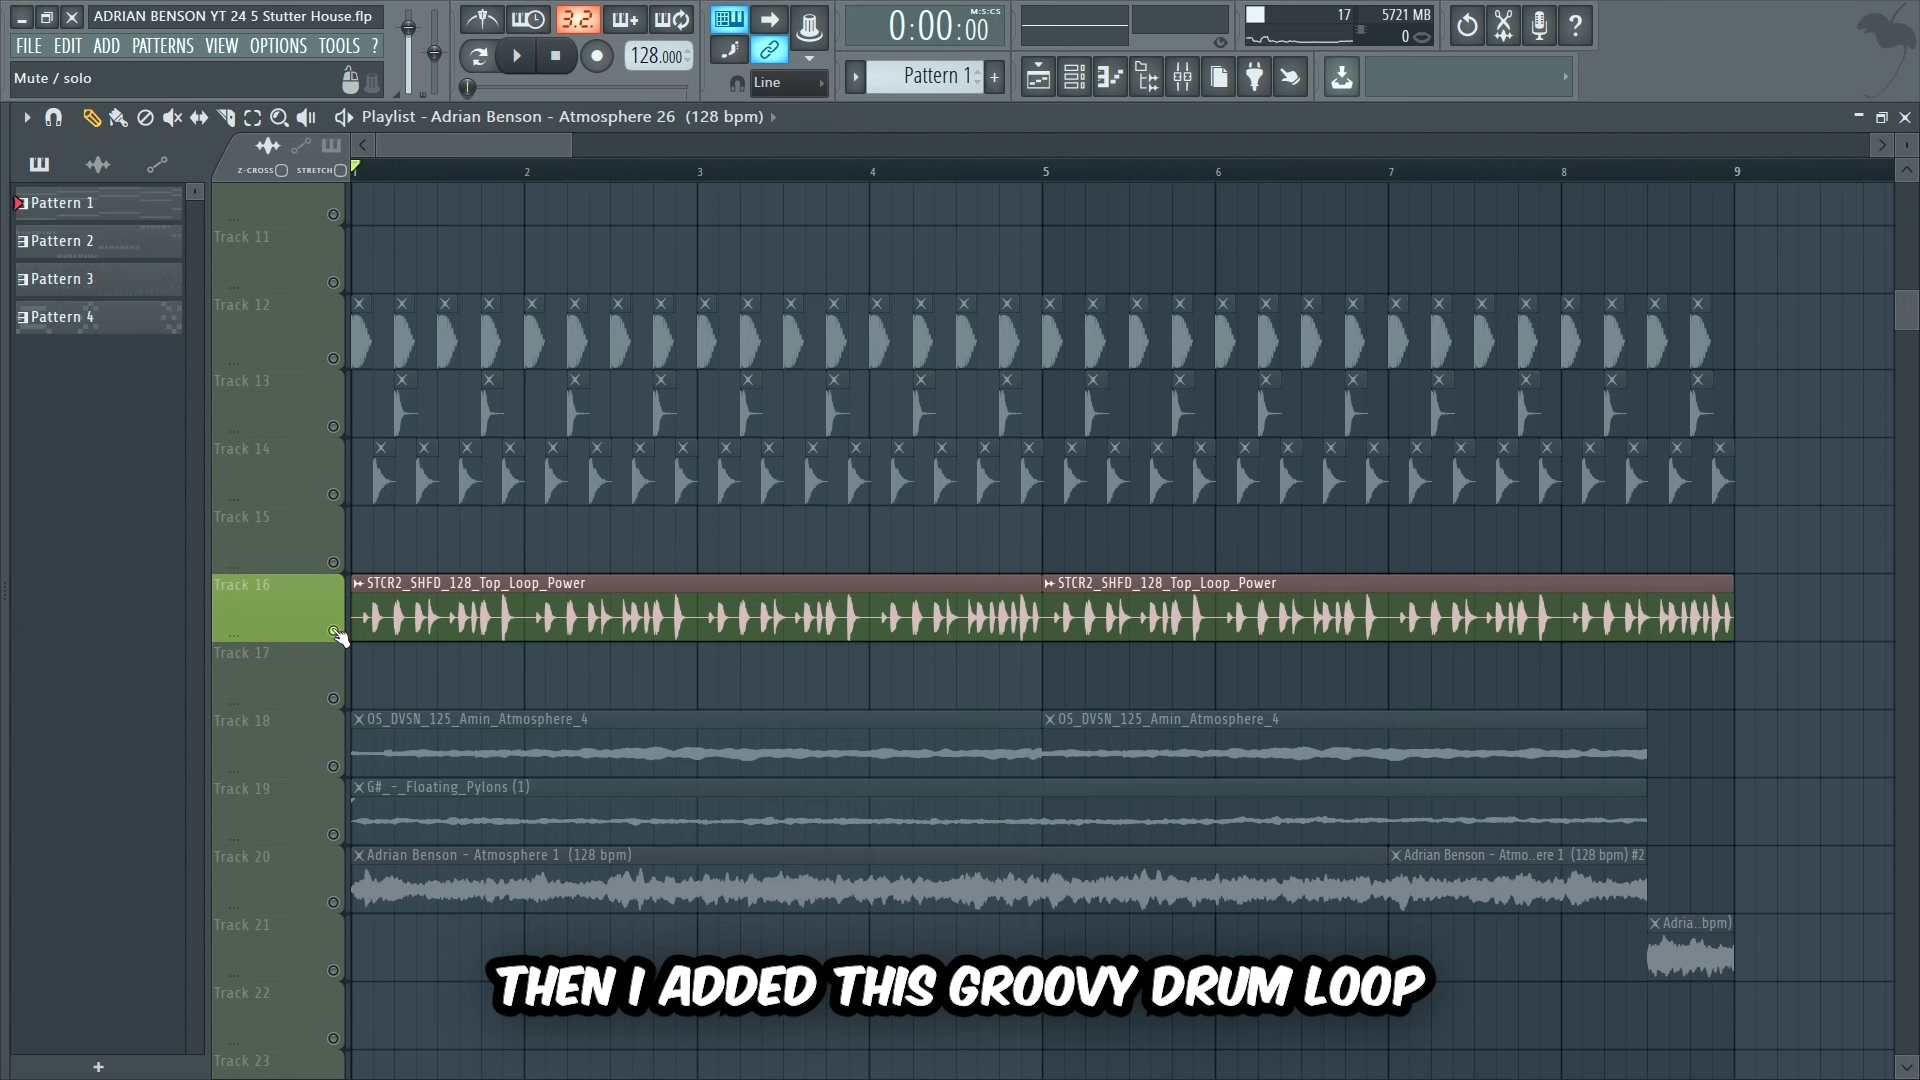 ADRIAN BENSON YT 24 5 Stutter House.flp
FILE EDIT ADD PATTERNS VIEW OPTIONS TOOLS ?
Mute / solo
3.2.
128.000
Line
0:00:00
M:S:CS
Pattern 1
+
17
5721 MB
0
?
Playlist - Adrian Benson - Atmosphere 26 (128 bpm)
Z-CROSS
STRETCH
1 2 3 4 5 6 7 8 9
Pattern 1
Pattern 2
Pattern 3
Pattern 4
+
Track 11
Track 12
Track 13
Track 14
Track 15
Track 16
STCR2_SHFD_128_Top_Loop_Power
STCR2_SHFD_128_Top_Loop_Power
Track 17
Track 18
OS_DVSN_125_Amin_Atmosphere_4
OS_DVSN_125_Amin_Atmosphere_4
Track 19
G#_-_Floating_Pylons (1)
Track 20
Adrian Benson - Atmosphere 1 (128 bpm)
Adrian Benson - Atmo..ere 1 (128 bpm) #2
Track 21
Adria..bpm)
Track 22
Track 23
THEN I ADDED THIS GROOVY DRUM LOOP